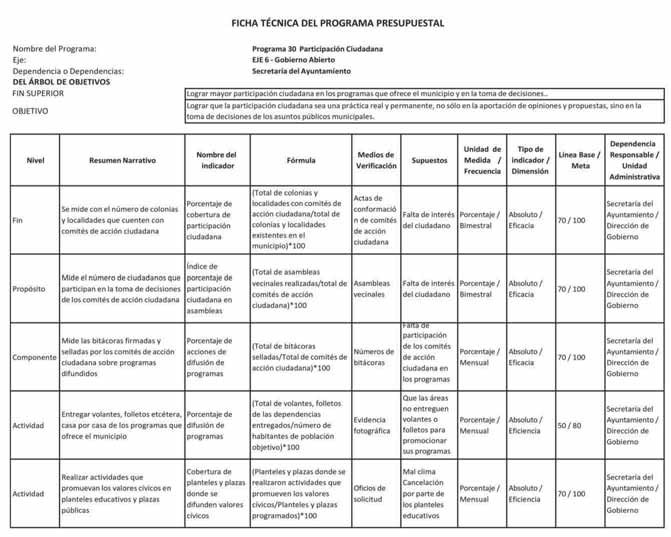 FICHA TÉCNICA DEL PROGRAMA PRESUPUESTAL
Nombre del Programa: Programa 30 Participación Ciudadana
Eje: EJE 6 - Gobierno Abierto
Dependencia o Dependencias: Secretaría del Ayuntamiento
DEL ÁRBOL DE OBJETIVOS
FIN SUPERIOR
Lograr mayor participación ciudadana en los programas que ofrece el municipio y en la toma de decisiones..
OBJETIVO
Lograr que la participación ciudadana sea una práctica real y permanente, no sólo en la aportación de opiniones y propuestas, sino en la
toma de decisiones de los asuntos públicos municipales.
Nivel
Resumen Narrativo
Nombre del
indicador
Fórmula
Medios de
Verificación
Supuestos
Unidad de
Medida /
Frecuencia
Tipo de
indicador /
Dimensión
Linea Base /
Meta
Dependencia
Responsable /
Unidad
Administrativa
Fin
Se mide con el número de colonias
y localidades que cuenten con
comités de acción ciudadana
Porcentaje de
cobertura de
participación
ciudadana
(Total de colonias y
localidades con comités de
acción ciudadana/total de
colonias y localidades
existentes en el
municipio)*100
Actas de
conformació
n de comités
de acción
ciudadana
Falta de interés
del ciudadano
Porcentaje /
Bimestral
Absoluto /
Eficacia
70 / 100
Secretaría del
Ayuntamiento /
Dirección de
Gobierno
Propósito
Mide el número de ciudadanos que
participan en la toma de decisiones
de los comités de acción ciudadana
Índice de
porcentaje de
participación
ciudadana en
asambleas
(Total de asambleas
vecinales realizadas/total de
comités de acción
ciudadana)*100
Asambleas
vecinales
Falta de interés
del ciudadano
Porcentaje /
Bimestral
Absoluto /
Eficacia
70 / 100
Secretaría del
Ayuntamiento /
Dirección de
Gobierno
Componente
Mide las bitácoras firmadas y
selladas por los comités de acción
ciudadana sobre programas
difundidos
Porcentaje de
acciones de
difusión de
programas
(Total de bitácoras
selladas/Total de comités de
acción ciudadana)*100
Números de
bitácoras
Falta de
participación
de los comités
de acción
ciudadana en
los programas
Porcentaje /
Mensual
Absoluto /
Eficacia
70 / 100
Secretaría del
Ayuntamiento /
Dirección de
Gobierno
Actividad
Entregar volantes, folletos etcétera,
casa por casa de los programas que
ofrece el municipio
Porcentaje de
difusión de
programas
(Total de volantes, folletos
de las dependencias
entregados/número de
habitantes de población
objetivo)*100
Evidencia
fotográfica
Que las áreas
no entreguen
volantes o
folletos para
promocionar
sus programas
Porcentaje /
Mensual
Absoluto /
Eficiencia
50 / 80
Secretaría del
Ayuntamiento /
Dirección de
Gobierno
Actividad
Realizar actividades que
promuevan los valores cívicos en
planteles educativos y plazas
públicas
Cobertura de
planteles y plazas
donde se
difunden valores
cívicos
(Planteles y plazas donde se
realizaron actividades que
promueven los valores
cívicos/Planteles y plazas
programados)*100
Oficios de
solicitud
Mal clima
Cancelación
por parte de
los planteles
educativos
Porcentaje /
Mensual
Absoluto /
Eficiencia
70 / 100
Secretaría del
Ayuntamiento /
Dirección de
Gobierno